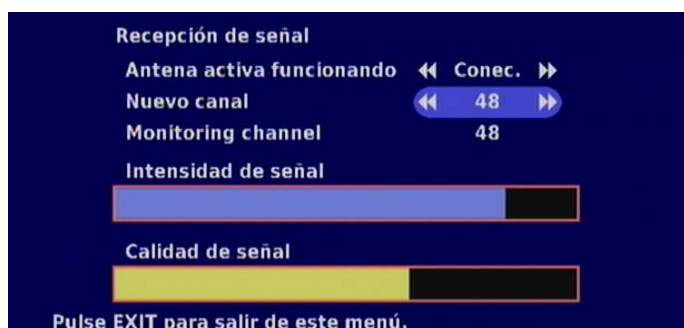 Recepción de señal
Antena activa funcionando Conec.
Nuevo canal 48
Monitoring channel 48
Intensidad de señal
Calidad de señal
Pulse EXIT para salir de este menú.